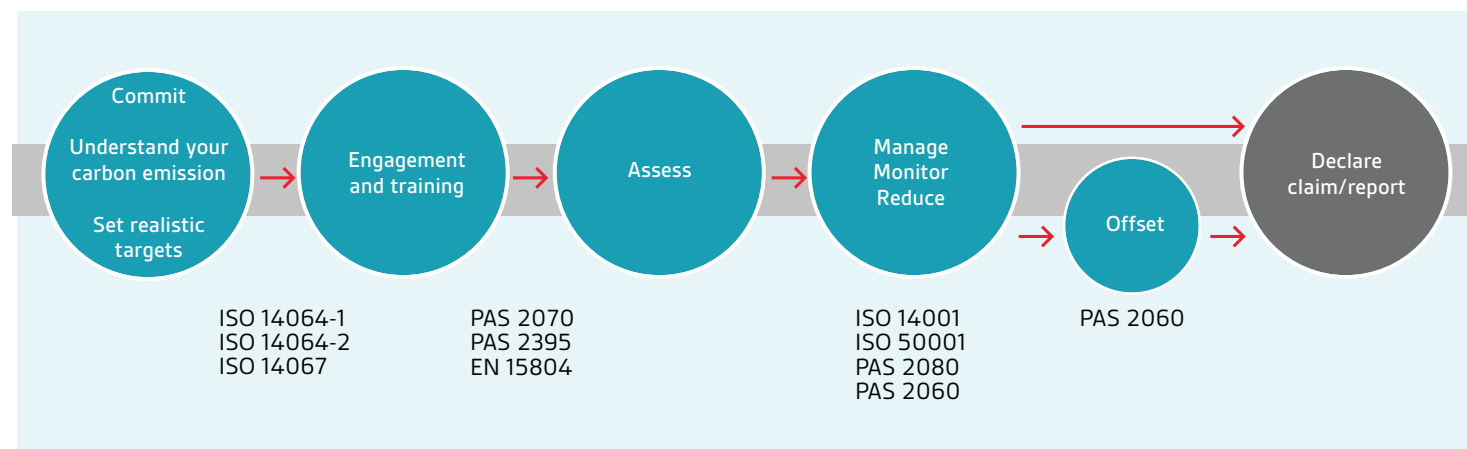 Commit
Understand your
carbon emission
Set realistic
targets
Engagement
and training
Assess
Manage
Monitor
Reduce
Offset
Declare
claim/report
ISO 14064-1
ISO 14064-2
ISO 14067
PAS 2070
PAS 2395
EN 15804
ISO 14001
ISO 50001
PAS 2080
PAS 2060
PAS 2060